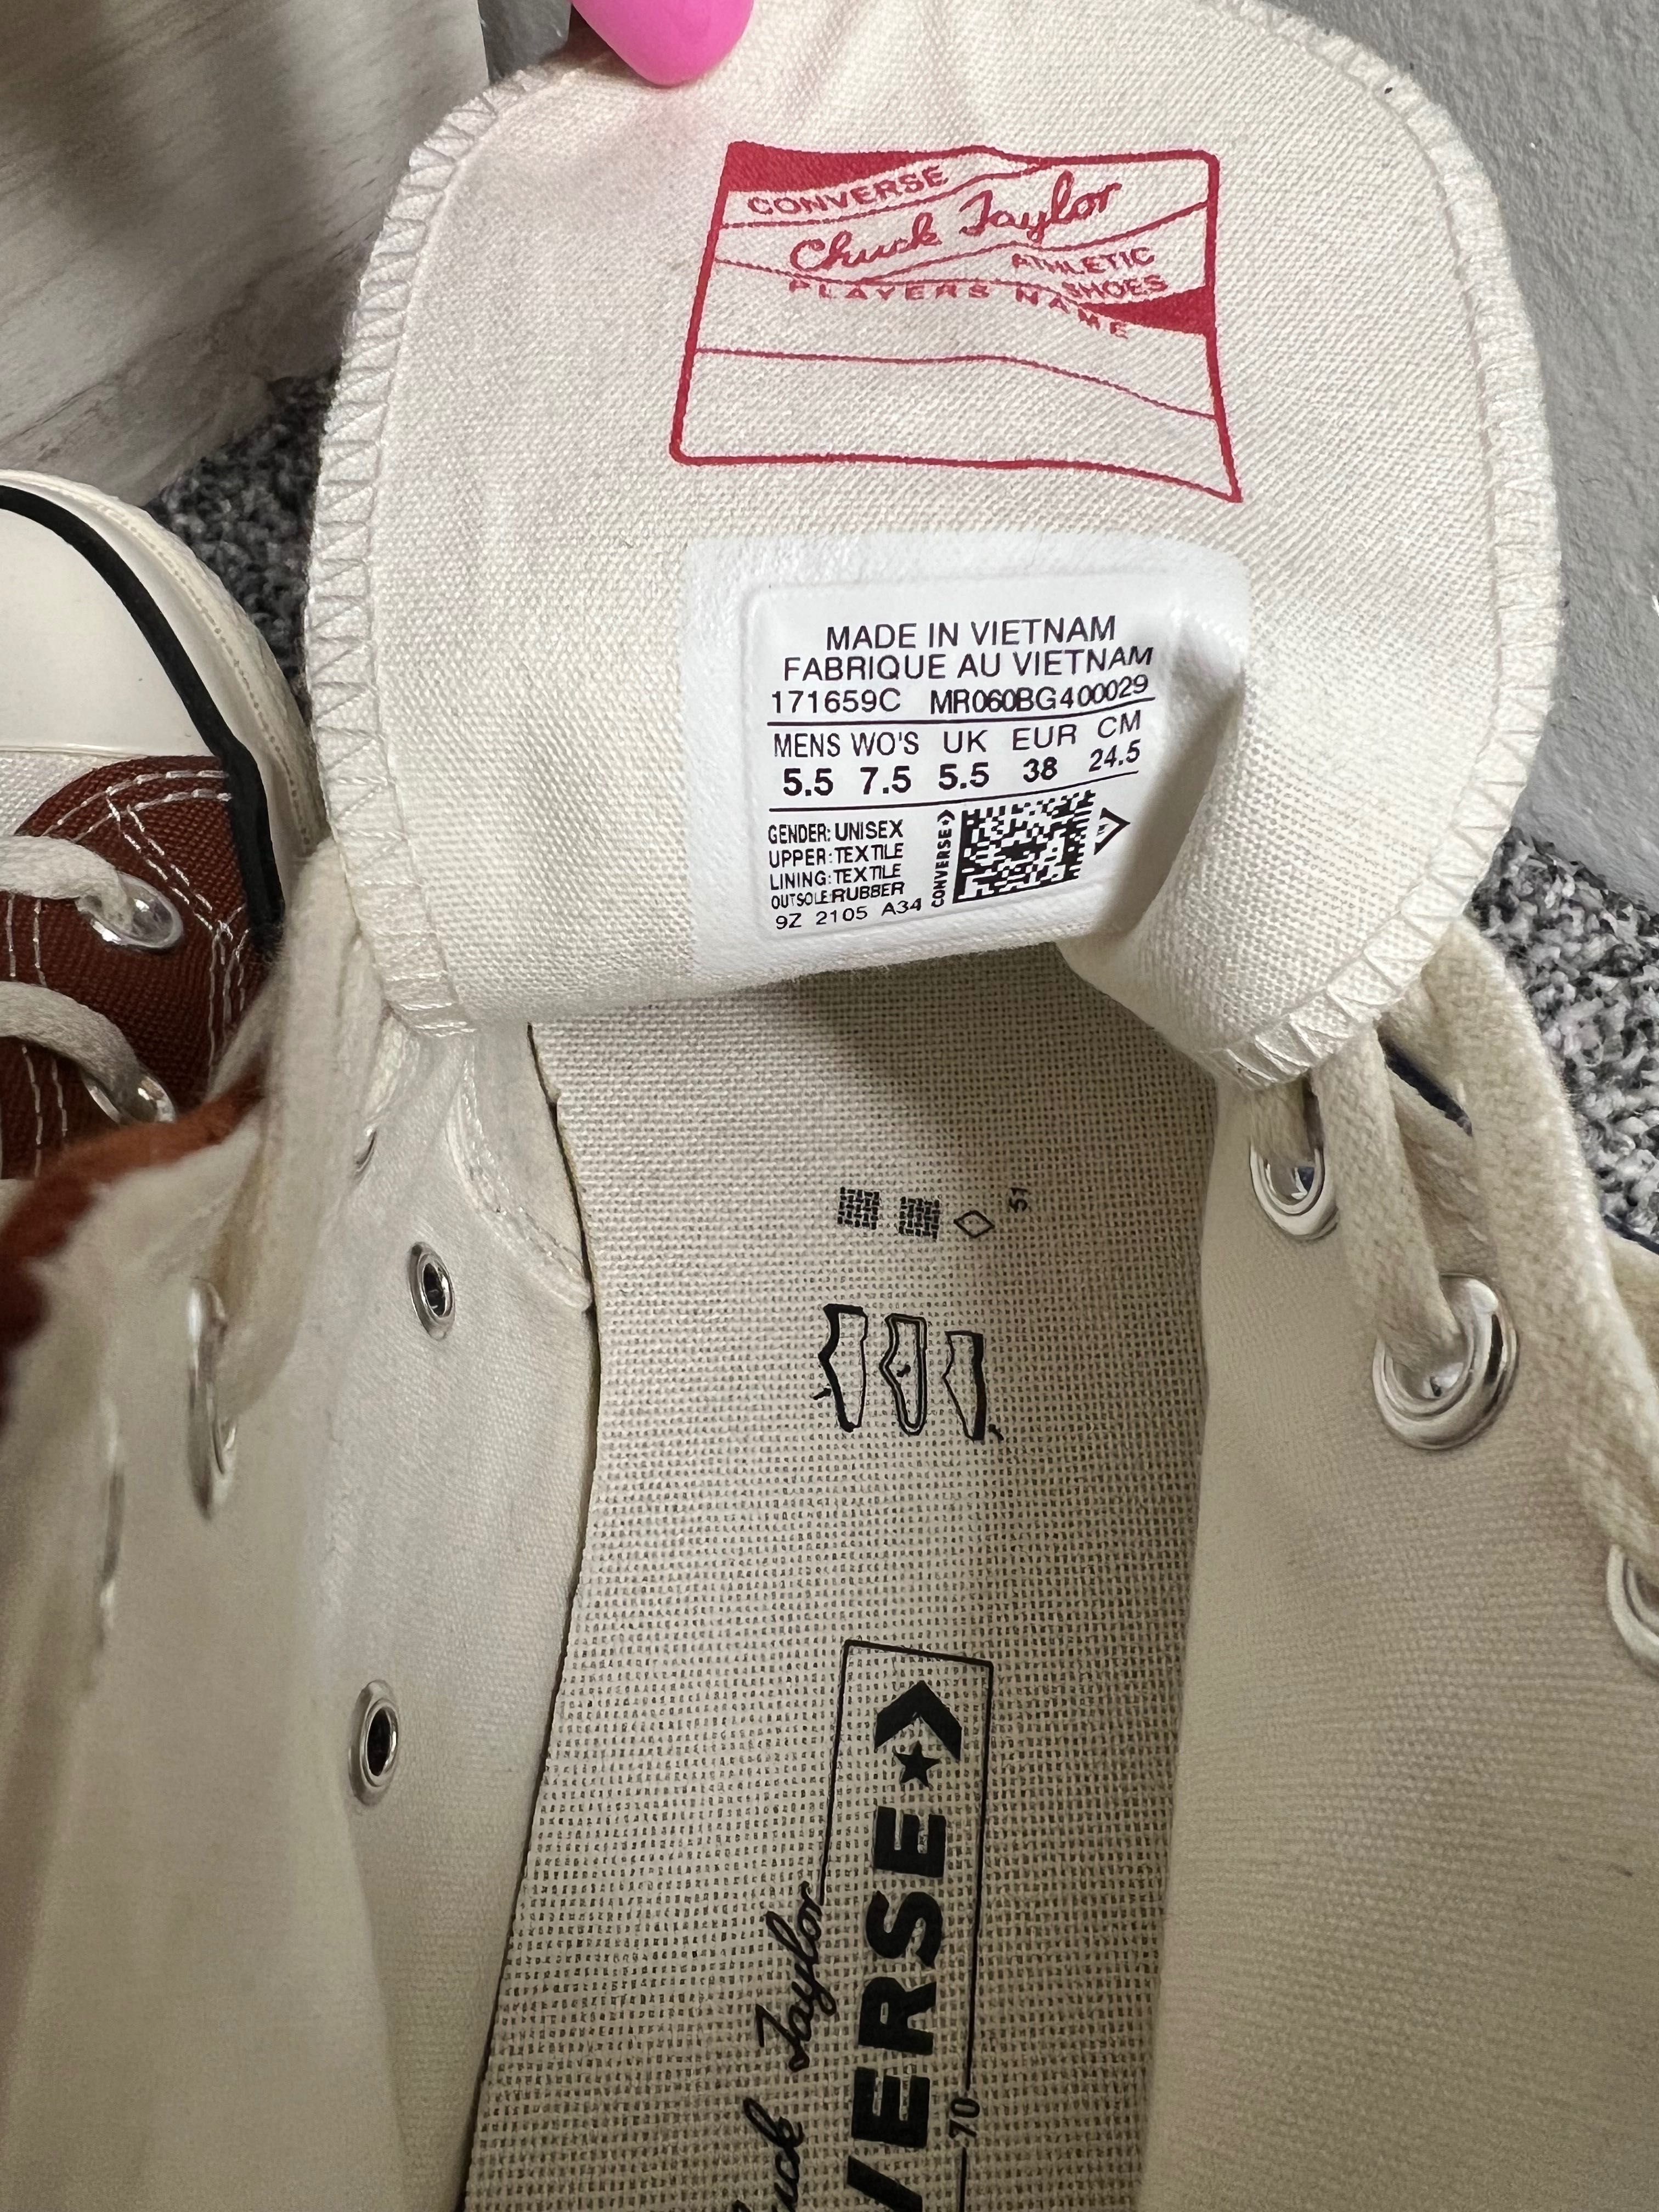 CONVERSE
Chuck Taylor
ATHLETIC
SHOES
PLAYERS NAME
MADE IN VIETNAM
FABRIQUE AU VIETNAM
171659C MR060BG400029
MENS WO'S UK EUR CM
5.5 7.5 5.5 38 24.5
GENDER: UNISEX
UPPER: TEXTILE
LINING: TEXTILE
OUTSOLE: RUBBER
9Z 2105 A34
CONVERSE
51
Taylor
VERSE
70